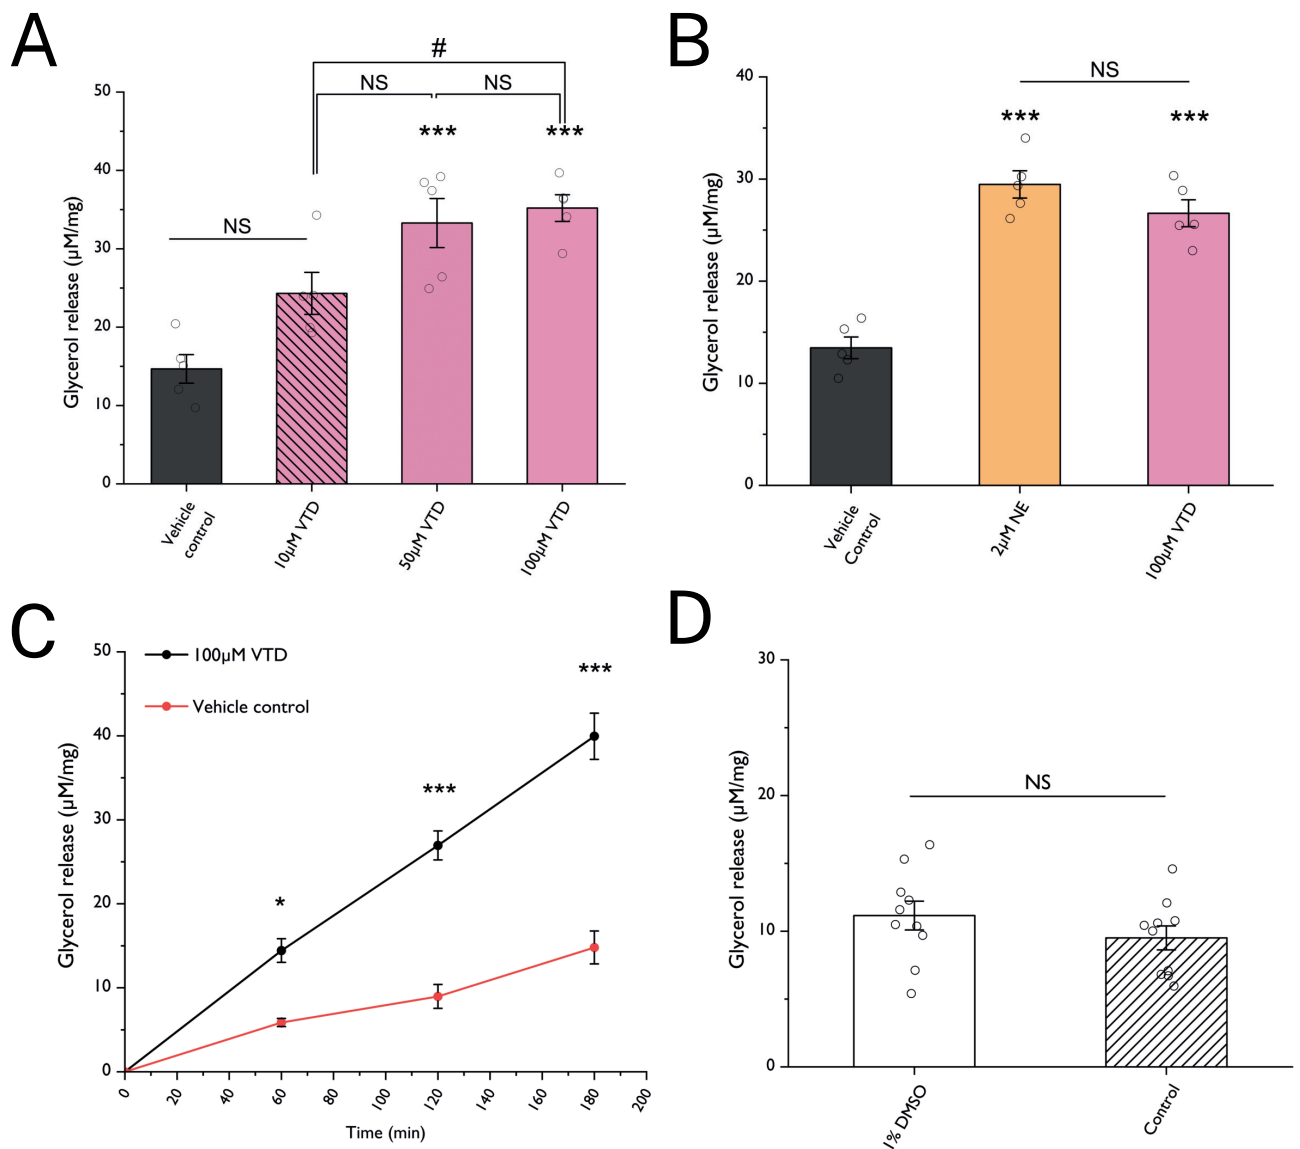 A
#
NS
NS
***
***
NS
50
40
30
20
10
0
Glycerol release (µM/mg)
Vehicle
control
10µM VTD
50µM VTD
100µM VTD
B
NS
***
***
40
30
20
10
0
Glycerol release (µM/mg)
Vehicle
Control
2µM NE
100µM VTD
C
100µM VTD
Vehicle control
*
***
***
50
40
30
20
10
0
Glycerol release (µM/mg)
0
20
40
60
80
100
120
140
160
180
200
Time (min)
D
NS
30
20
10
0
Glycerol release (µM/mg)
1% DMSO
Control